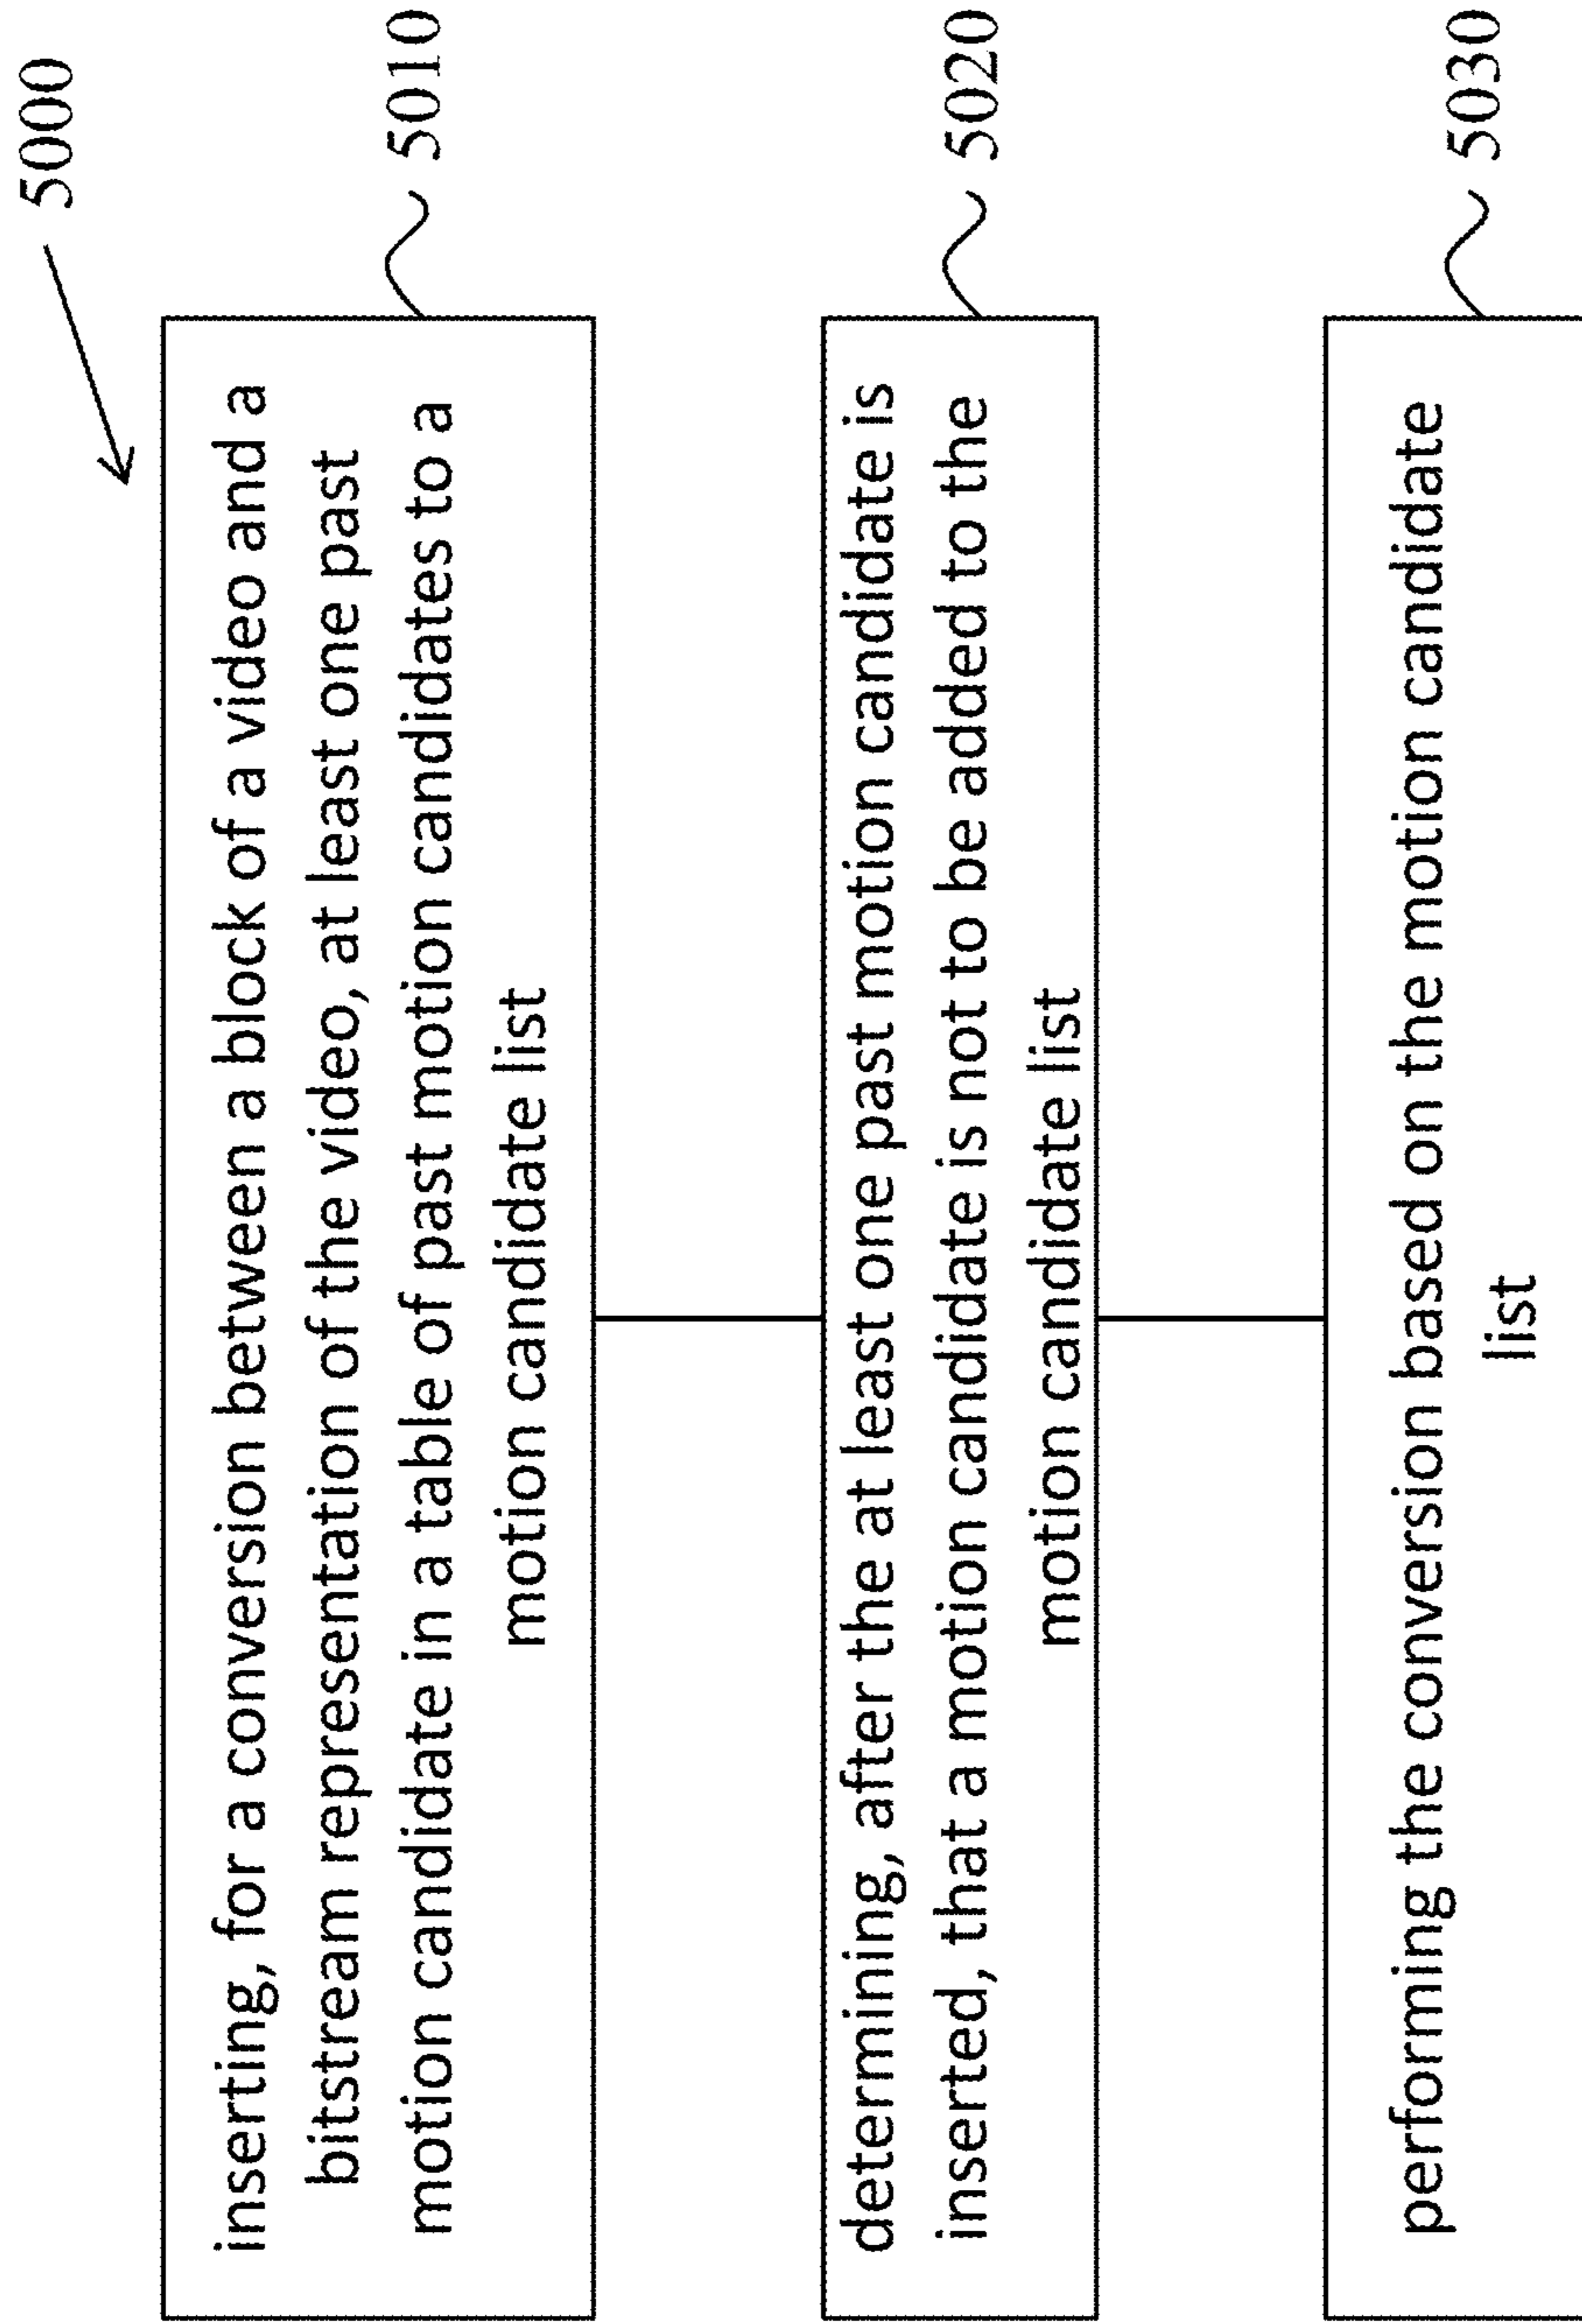 5000
inserting, for a conversion between a block of a video and a
bitstream representation of the video, at least one past
motion candidate in a table of past motion candidates to a
motion candidate list
5010
determining, after the at least one past motion candidate is
inserted, that a motion candidate is not to be added to the
motion candidate list
5020
performing the conversion based on the motion candidate
list
5030